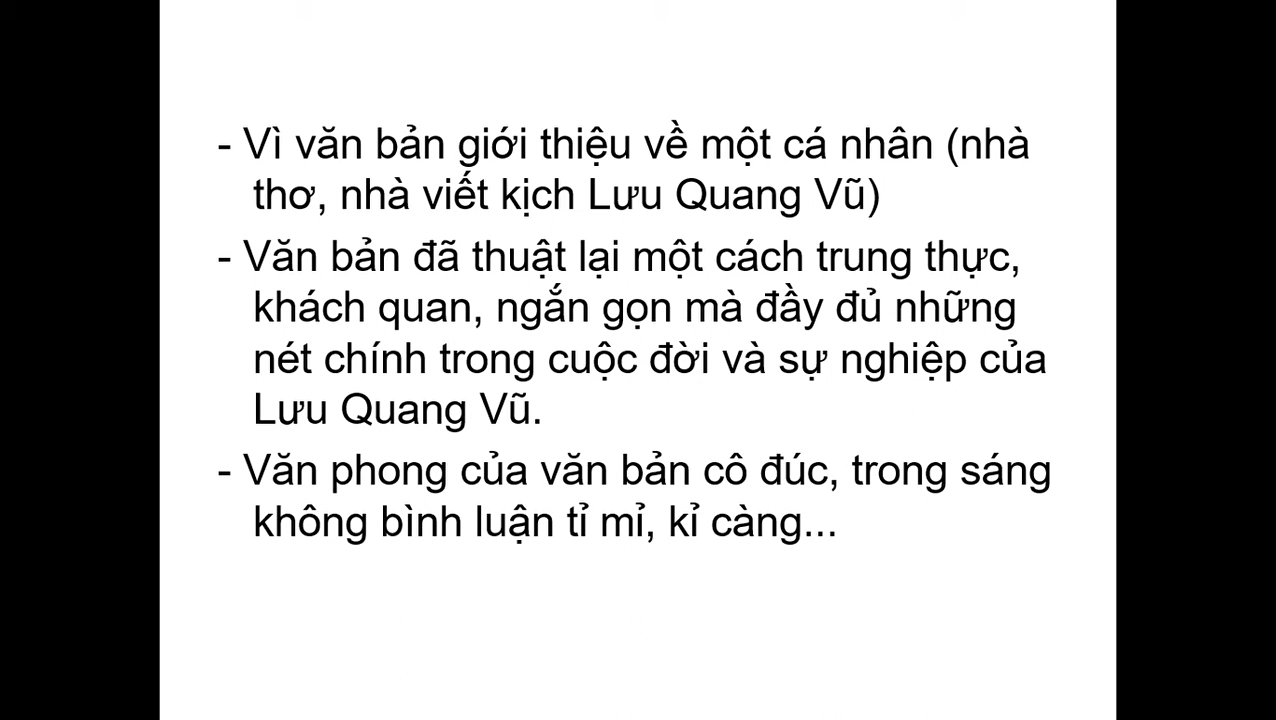 - Vì văn bản giới thiệu về một cá nhân (nhà
thơ, nhà viết kịch Lưu Quang Vũ)
- Văn bản đã thuật lại một cách trung thực,
khách quan, ngắn gọn mà đầy đủ những
nét chính trong cuộc đời và sự nghiệp của
Lưu Quang Vũ.
- Văn phong của văn bản cô đúc, trong sáng
không bình luận tỉ mỉ, kỉ càng...